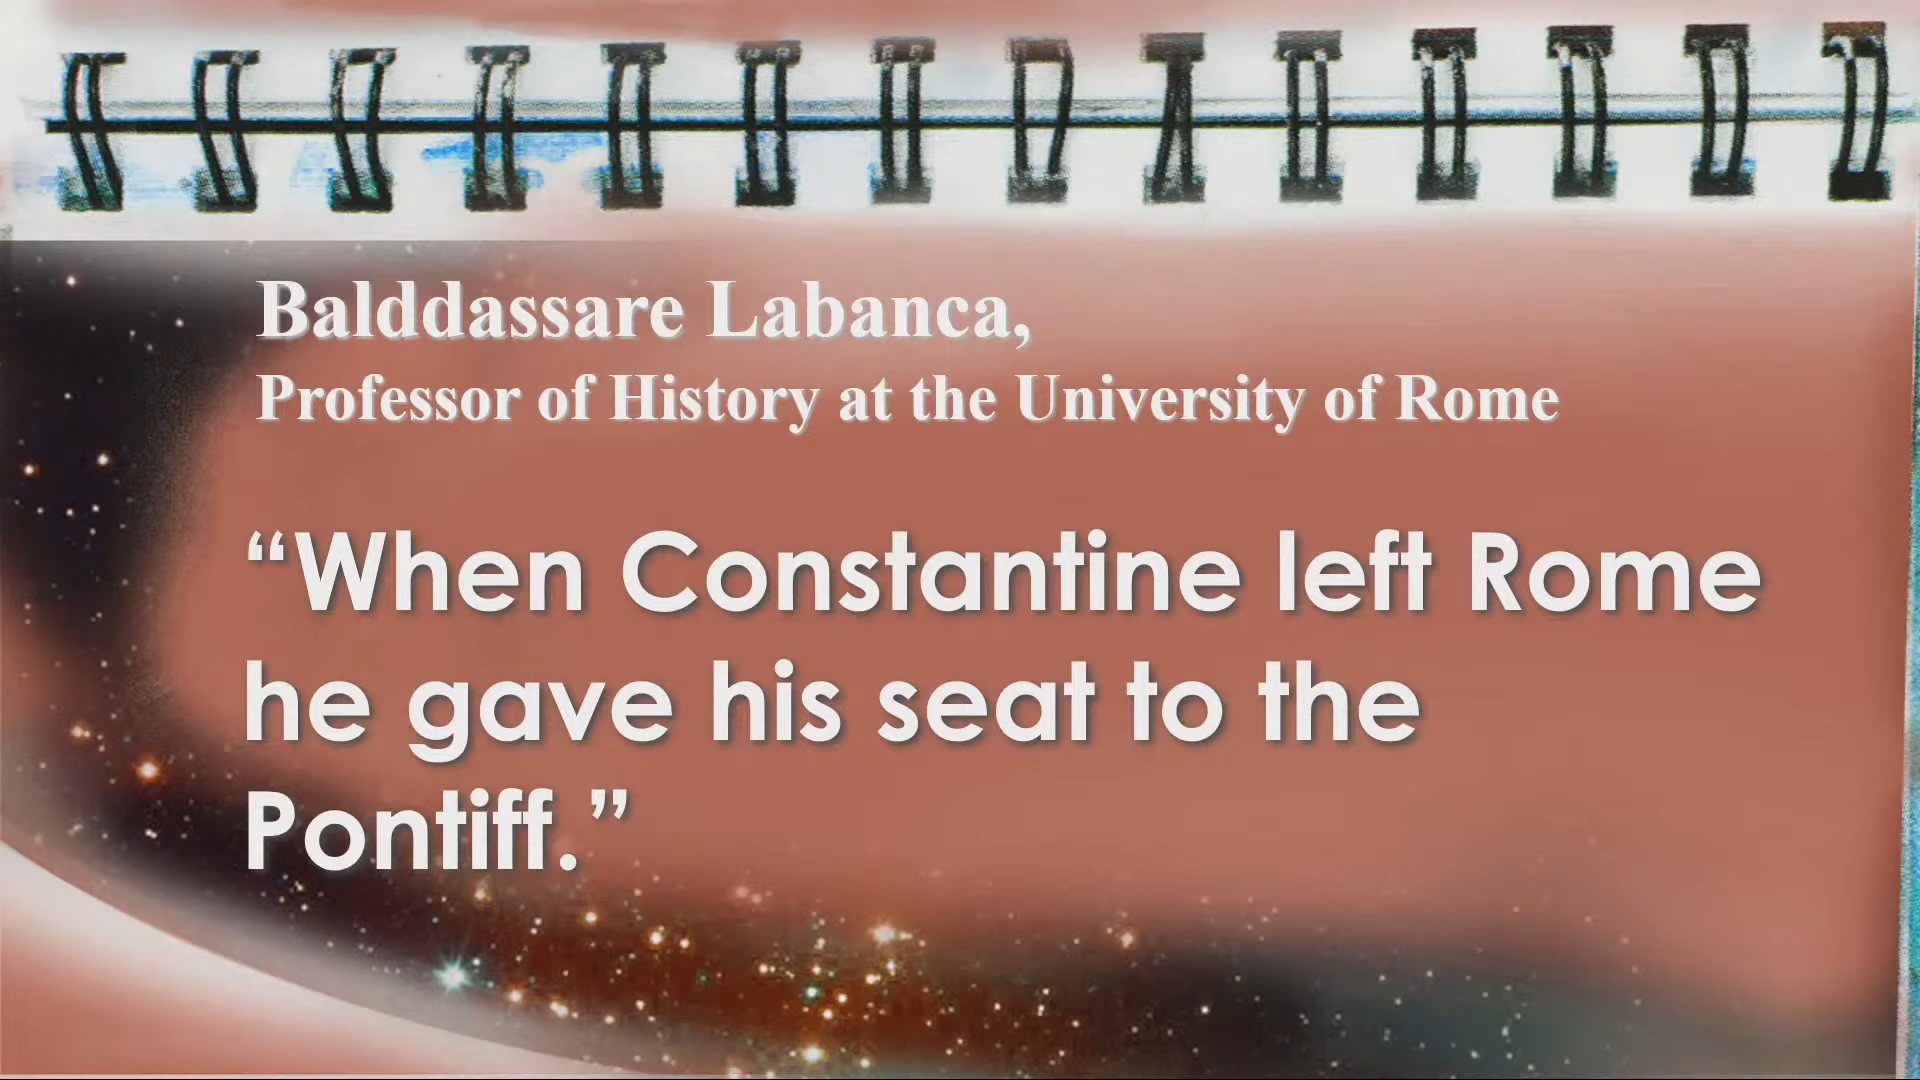 Balddassare Labanca,
Professor of History at the University of Rome
“When Constantine left Rome
he gave his seat to the
Pontiff.”